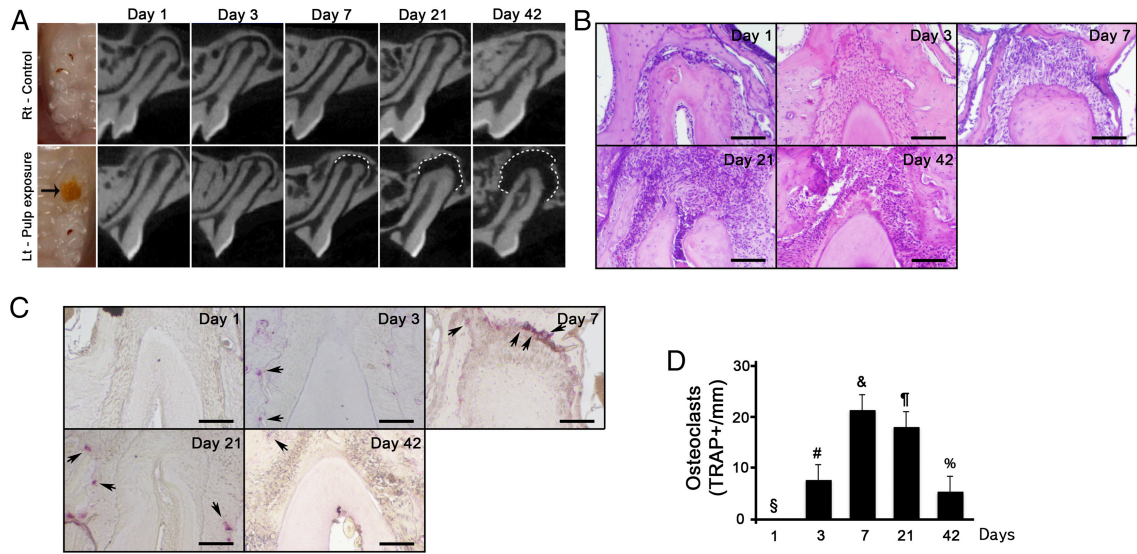 A
Day 1 Day 3 Day 7 Day 21 Day 42
Rt - Control
Lt - Pulp exposure
B
Day 1 Day 3 Day 7
Day 21 Day 42
C
Day 1 Day 3 Day 7
Day 21 Day 42
D
Osteoclasts
(TRAP+/mm)
30
20
10
0
§ # & ¶ %
1 3 7 21 42 Days